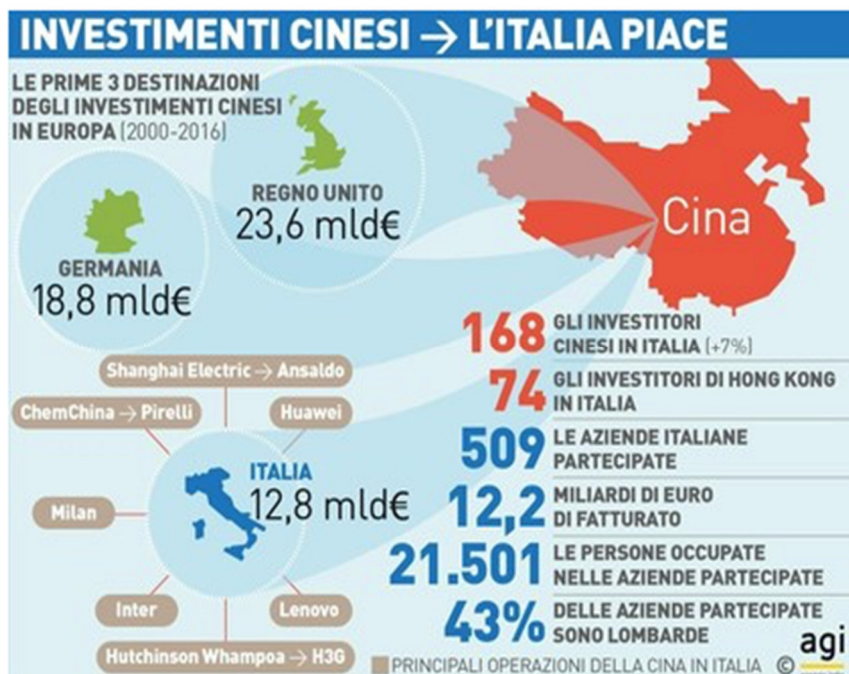 INVESTIMENTI CINESI → L'ITALIA PIACE
LE PRIME 3 DESTINAZIONI
DEGLI INVESTIMENTI CINESI
IN EUROPA (2000-2016)
REGNO UNITO
23,6 mld€
GERMANIA
18,8 mld€
Cina
168 GLI INVESTITORI
CINESI IN ITALIA (+7%)
74 GLI INVESTITORI DI HONG KONG
IN ITALIA
509 LE AZIENDE ITALIANE
PARTECIPATE
12,2 MILIARDI DI EURO
DI FATTURATO
21.501 LE PERSONE OCCUPATE
NELLE AZIENDE PARTECIPATE
43% DELLE AZIENDE PARTECIPATE
SONO LOMBARDE
Shanghai Electric → Ansaldo
ChemChina → Pirelli
Huawei
ITALIA
12,8 mld€
Milan
Inter
Lenovo
Hutchinson Whampoa → H3G
PRINCIPALI OPERAZIONI DELLA CINA IN ITALIA
© agi